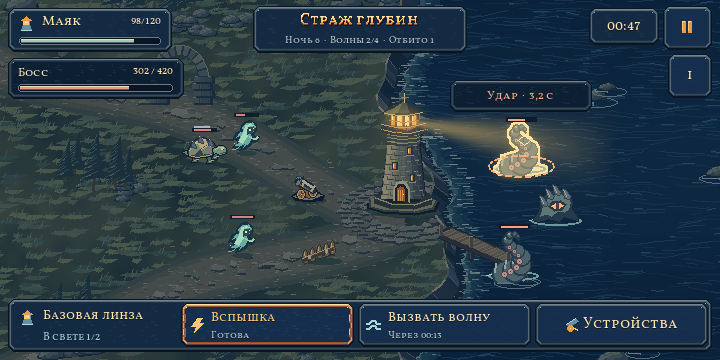 Маяк 98/120
Босс 302 / 420
Страж глубин
Ночь 6 · Волны 2/4 · Отбито 1
00:47
I
Удар · 3,2 с
Базовая линза
В свете 1/2
Вспышка
Готова
Вызвать волну
Через 00:13
Устройства